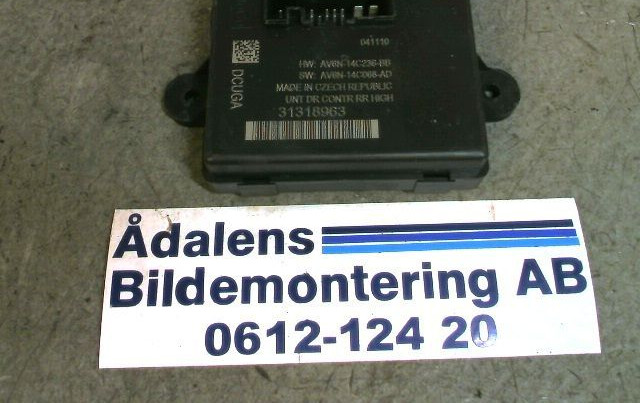 041110
HW: AV6N-14C236-BB
SW: AV6N-14C068-AD
MADE IN CZECH REPUBLIC
UNT DR CONTR RR HIGH
31318963
DCUGA
Ådalens
Bildemontering AB
0612-124 20